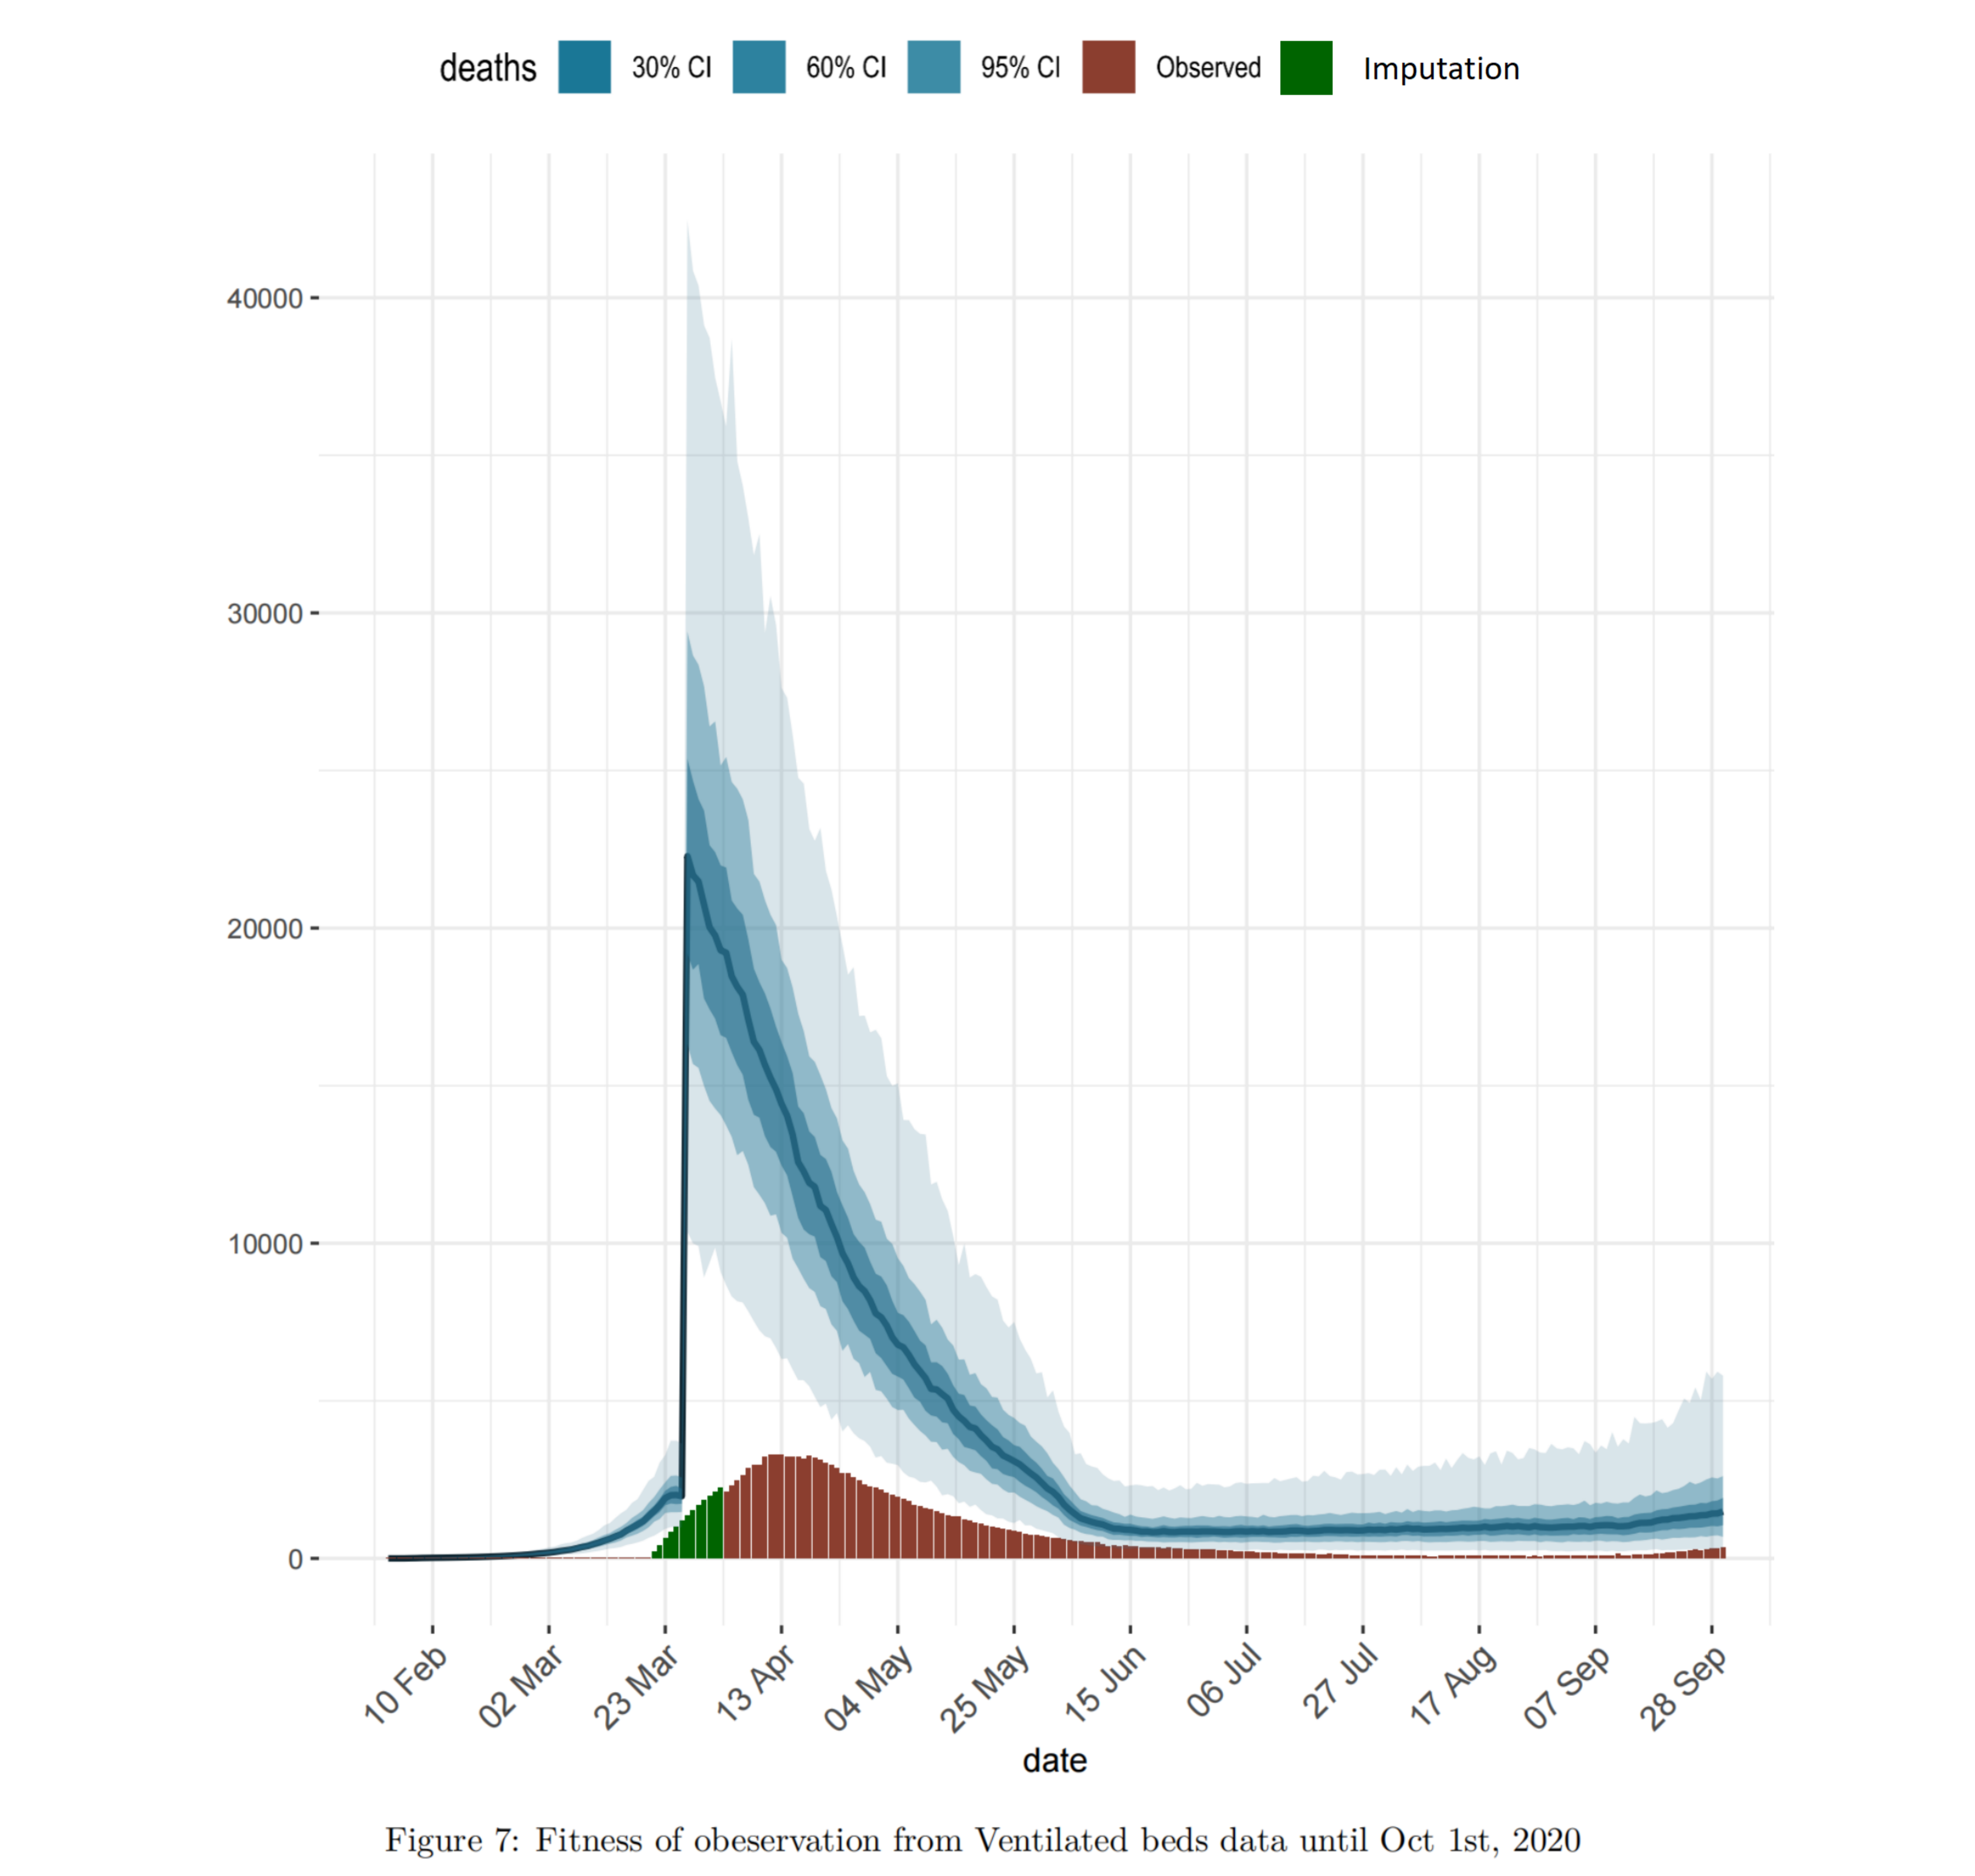 deaths 30% CI 60% CI 95% CI Observed Imputation
40000
30000
20000
10000
0
10 Feb 02 Mar 23 Mar 13 Apr 04 May 25 May 15 Jun 06 Jul 27 Jul 17 Aug 07 Sep 28 Sep
date
Figure 7: Fitness of obeservation from Ventilated beds data until Oct 1st, 2020